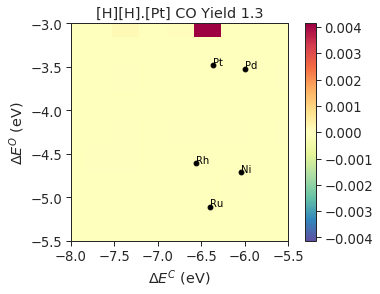 [H][H].[Pt] CO Yield 1.3
−3.0
−3.5
−4.0
−4.5
−5.0
−5.5
ΔE^O (eV)
Pt
Pd
Rh
Ni
Ru
−8.0 −7.5 −7.0 −6.5 −6.0 −5.5
ΔE^C (eV)
0.004
0.003
0.002
0.001
0.000
−0.001
−0.002
−0.003
−0.004